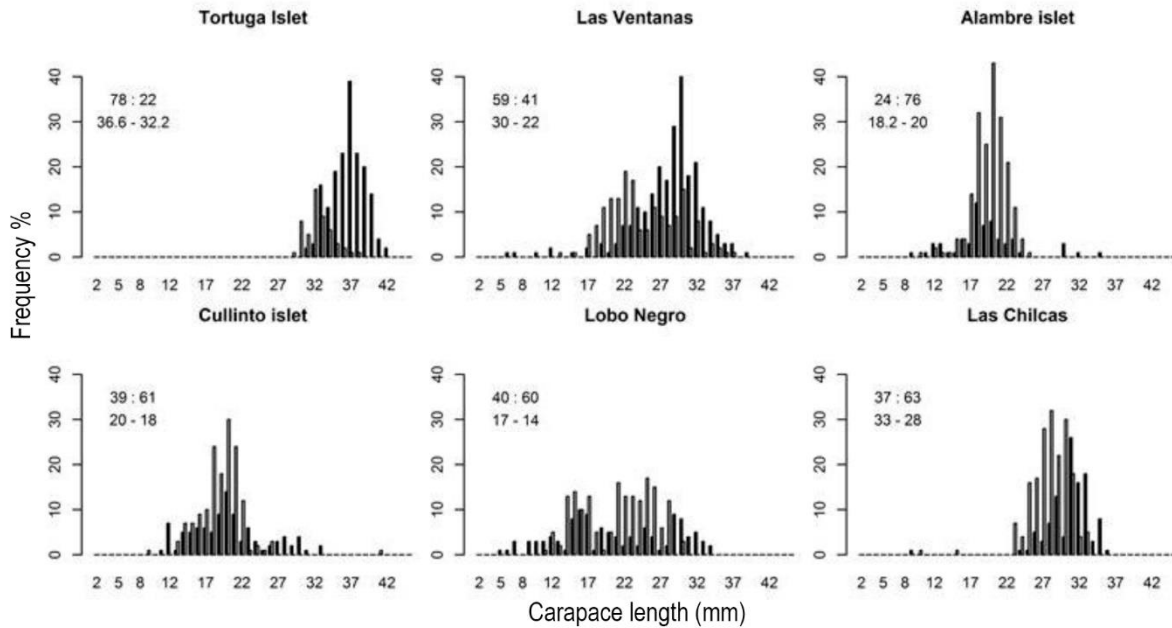 Tortuga Islet
Las Ventanas
Alambre islet
Frequency %
40
30
20
10
0
78 : 22
36.6 - 32.2
2 5 8 12 17 22 27 32 37 42
40
30
20
10
0
59 : 41
30 - 22
2 5 8 12 17 22 27 32 37 42
40
30
20
10
0
24 : 76
18.2 - 20
2 5 8 12 17 22 27 32 37 42
Cullinto islet
Lobo Negro
Las Chilcas
40
30
20
10
0
39 : 61
20 - 18
2 5 8 12 17 22 27 32 37 42
40
30
20
10
0
40 : 60
17 - 14
2 5 8 12 17 22 27 32 37 42
40
30
20
10
0
37 : 63
33 - 28
2 5 8 12 17 22 27 32 37 42
Carapace length (mm)